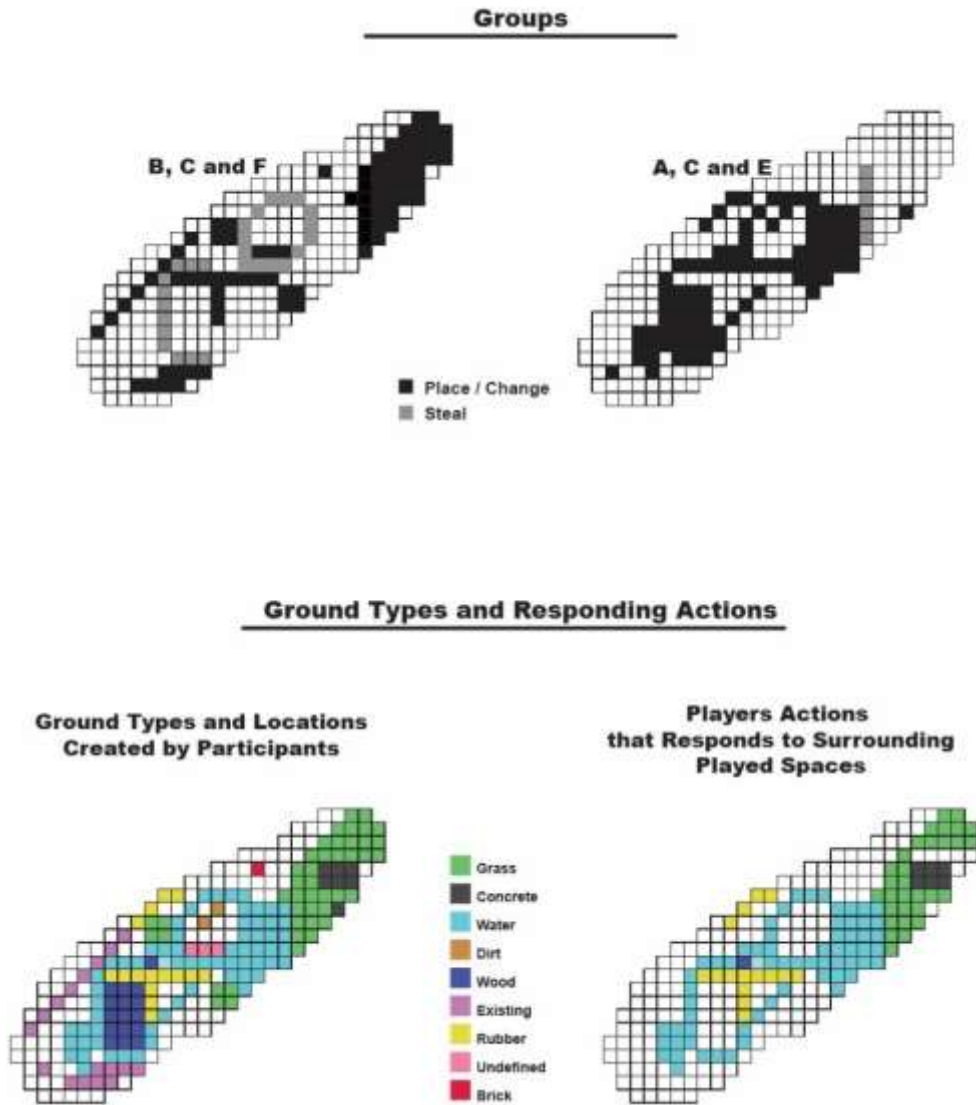 Groups
B, C and F
A, C and E
Place / Change
Steal
Ground Types and Responding Actions
Ground Types and Locations
Created by Participants
Players Actions
that Responds to Surrounding
Played Spaces
Grass
Concrete
Water
Dirt
Wood
Existing
Rubber
Undefined
Brick